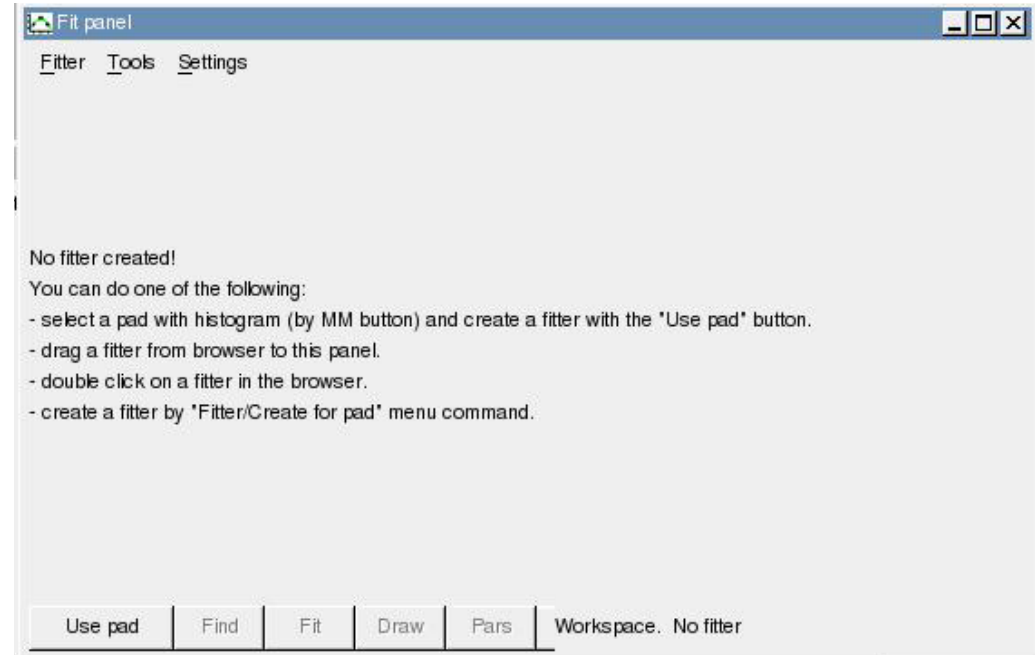 Fit panel
Fitter Tools Settings
No fitter created!
You can do one of the following:
- select a pad with histogram (by MM button) and create a fitter with the "Use pad" button.
- drag a fitter from browser to this panel.
- double click on a fitter in the browser.
- create a fitter by "Fitter/Create for pad" menu command.
Use pad Find Fit Draw Pars Workspace. No fitter